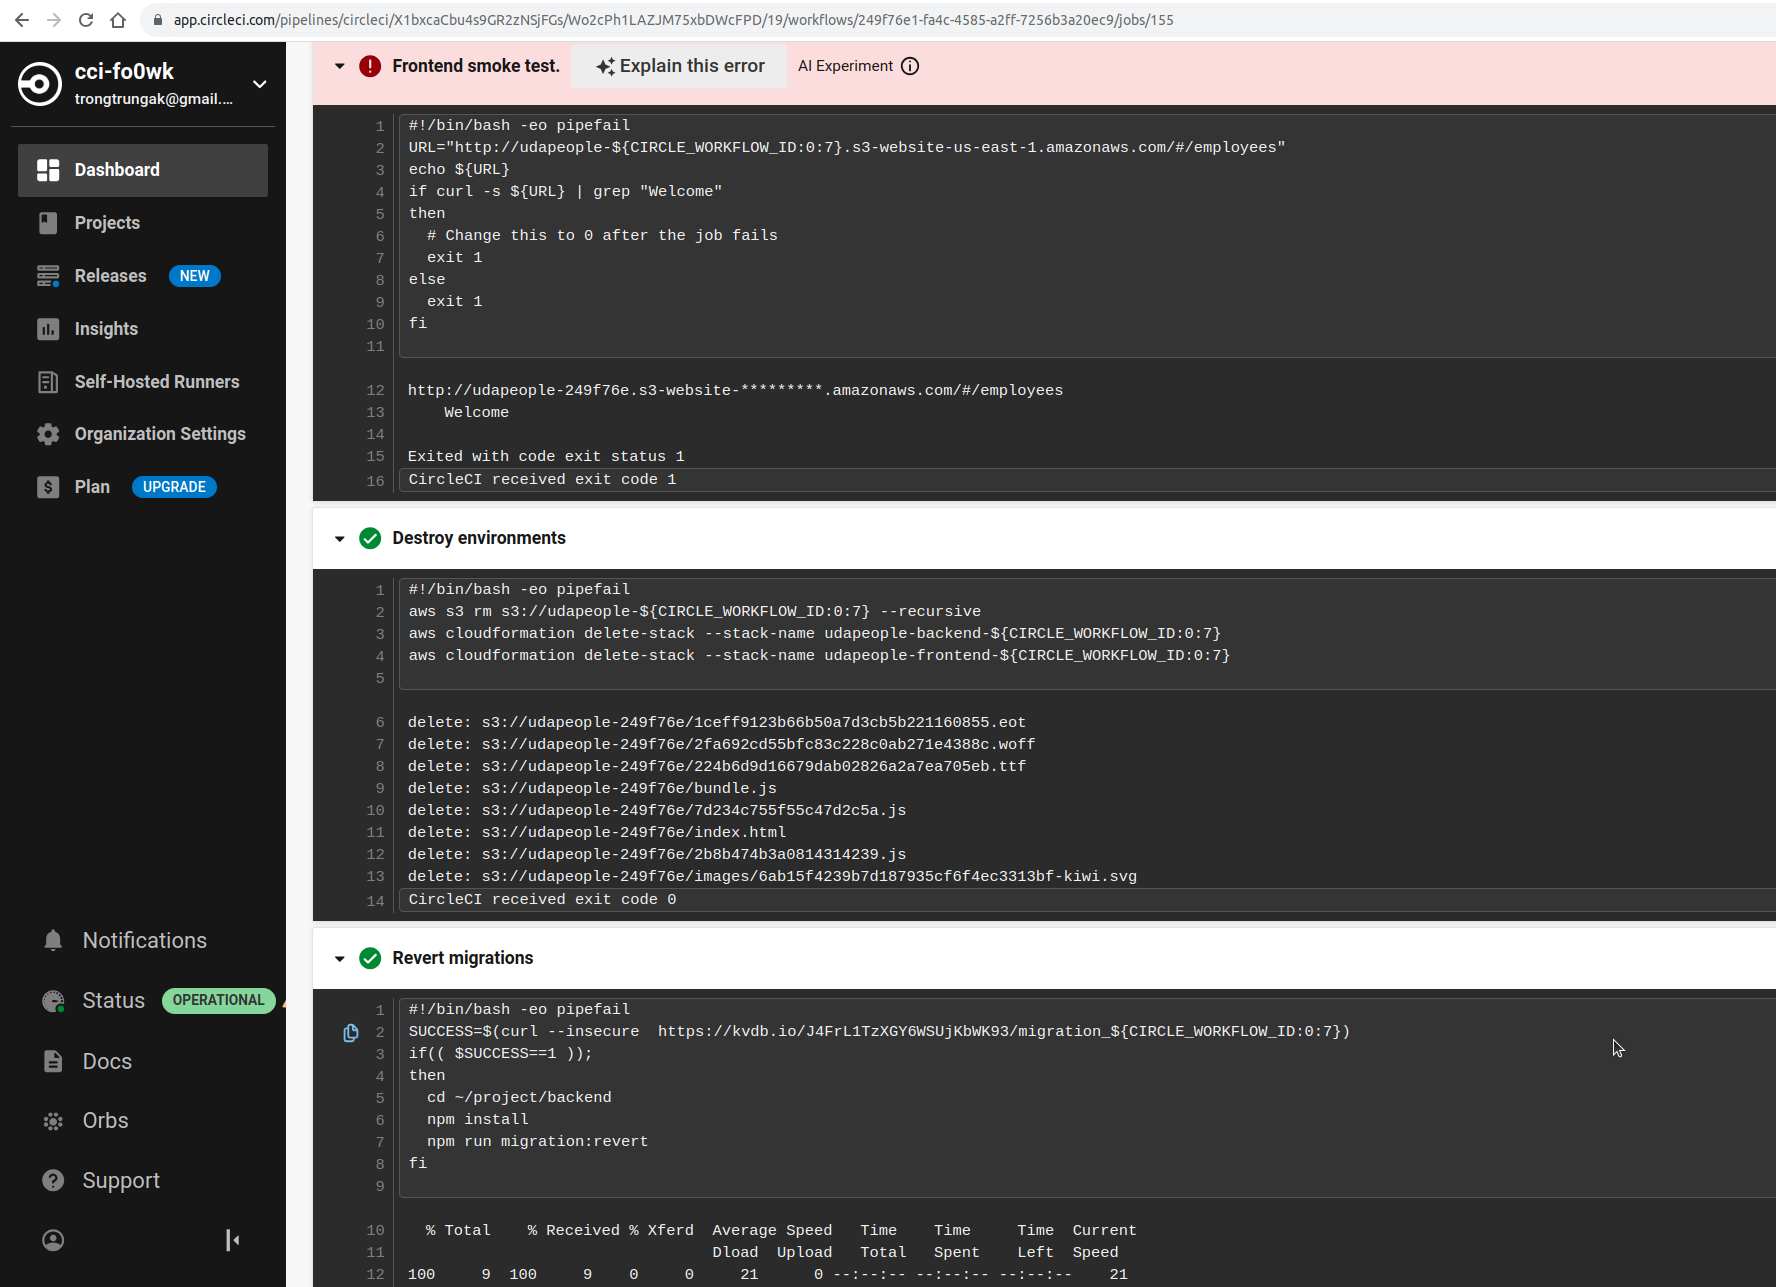 app.circleci.com/pipelines/circleci/X1bxcaCbu4s9GR2zNSjFGs/Wo2cPh1LAZJM75xbDWcFPD/19/workflows/249f76e1-fa4c-4585-a2ff-7256b3a20ec9/jobs/155
cci-fo0wk
trongtrungak@gmail....
Dashboard
Projects
Releases NEW
Insights
Self-Hosted Runners
Organization Settings
Plan UPGRADE
Notifications
Status OPERATIONAL
Docs
Orbs
Support
Frontend smoke test. Explain this error AI Experiment
1 #!/bin/bash -eo pipefail
2 URL="http://udapeople-${CIRCLE_WORKFLOW_ID:0:7}.s3-website-us-east-1.amazonaws.com/#/employees"
3 echo ${URL}
4 if curl -s ${URL} | grep "Welcome"
5 then
6 # Change this to 0 after the job fails
7 exit 1
8 else
9 exit 1
10 fi
11
12 http://udapeople-249f76e.s3-website-*********.amazonaws.com/#/employees
13 Welcome
14
15 Exited with code exit status 1
16 CircleCI received exit code 1
Destroy environments
1 #!/bin/bash -eo pipefail
2 aws s3 rm s3://udapeople-${CIRCLE_WORKFLOW_ID:0:7} --recursive
3 aws cloudformation delete-stack --stack-name udapeople-backend-${CIRCLE_WORKFLOW_ID:0:7}
4 aws cloudformation delete-stack --stack-name udapeople-frontend-${CIRCLE_WORKFLOW_ID:0:7}
5
6 delete: s3://udapeople-249f76e/1ceff9123b66b50a7d3cb5b221160855.eot
7 delete: s3://udapeople-249f76e/2fa692cd55bfc83c228c0ab271e4388c.woff
8 delete: s3://udapeople-249f76e/224b6d9d16679dab02826a2a7ea705eb.ttf
9 delete: s3://udapeople-249f76e/bundle.js
10 delete: s3://udapeople-249f76e/7d234c755f55c47d2c5a.js
11 delete: s3://udapeople-249f76e/index.html
12 delete: s3://udapeople-249f76e/2b8b474b3a0814314239.js
13 delete: s3://udapeople-249f76e/images/6ab15f4239b7d187935cf6f4ec3313bf-kiwi.svg
14 CircleCI received exit code 0
Revert migrations
1 #!/bin/bash -eo pipefail
2 SUCCESS=$(curl --insecure  https://kvdb.io/J4FrL1TzXGY6WSUjKbWK93/migration_${CIRCLE_WORKFLOW_ID:0:7})
3 if(( $SUCCESS==1 ));
4 then
5 cd ~/project/backend
6 npm install
7 npm run migration:revert
8 fi
9
10 % Total % Received % Xferd Average Speed Time Time Time Current
11 Dload Upload Total Spent Left Speed
12 100 9 100 9 0 0 21 0 --:--:-- --:--:-- --:--:-- 21